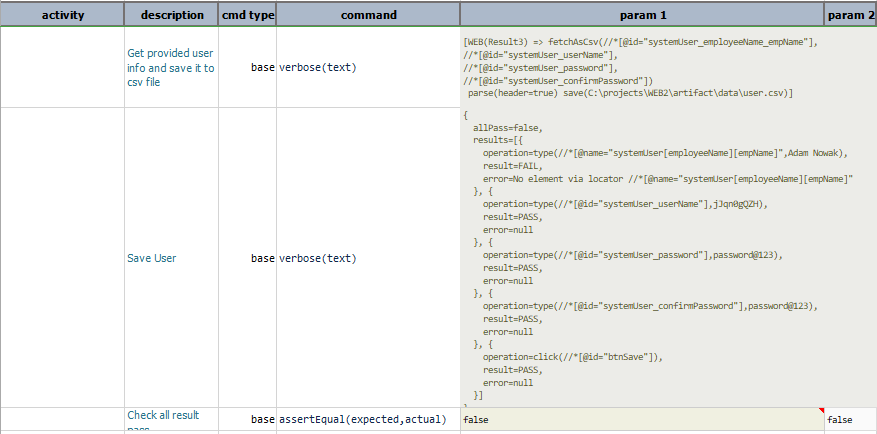 activity description cmd type command param 1 param 2
Get provided user
info and save it to
csv file
base verbose(text)
[WEB(Result3) => fetchAsCsv(//*[@id="systemUser_employeeName_empName"],
//*[@id="systemUser_userName"],
//*[@id="systemUser_password"],
//*[@id="systemUser_confirmPassword"])
parse(header=true) save(C:\projects\WEB2\artifact\data\user.csv)]
Save User
base verbose(text)
{
allPass=false,
results=[{
operation=type(//*[@name="systemUser[employeeName][empName]",Adam Nowak),
result=FAIL,
error=No element via locator //*[@name="systemUser[employeeName][empName]"
}, {
operation=type(//*[@id="systemUser_userName"],jJqn0gQZH),
result=PASS,
error=null
}, {
operation=type(//*[@id="systemUser_password"],password@123),
result=PASS,
error=null
}, {
operation=type(//*[@id="systemUser_confirmPassword"],password@123),
result=PASS,
error=null
}, {
operation=click(//*[@id="btnSave"]),
result=PASS,
error=null
}]
Check all result
base assertEqual(expected,actual) false false